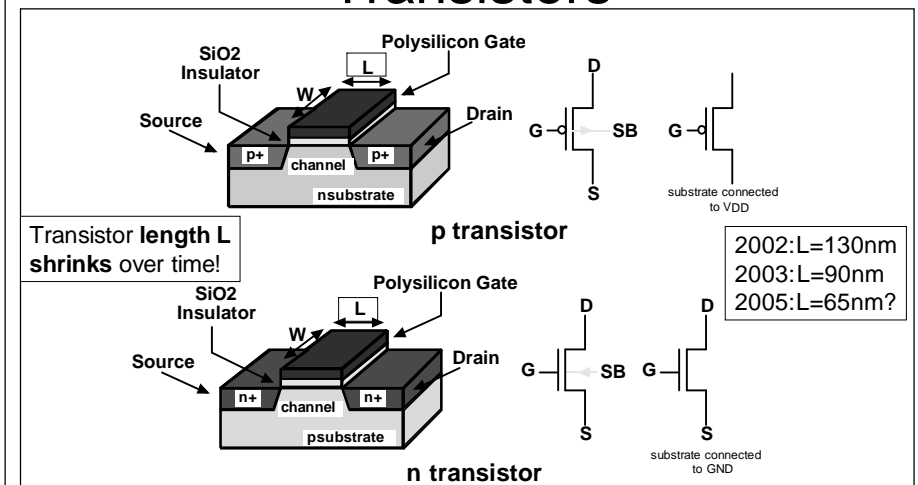 Transistors
Polysilicon Gate
SiO2
Insulator
L
W
Source
Drain
p+
p+
channel
nsubstrate
p transistor
D
G
SB
S
G
substrate connected
to VDD
Transistor length L
shrinks over time!
2002:L=130nm
2003:L=90nm
2005:L=65nm?
SiO2
Insulator
Polysilicon Gate
L
W
Source
Drain
n+
n+
channel
psubstrate
n transistor
D
G
SB
S
D
G
S
substrate connected
to GND